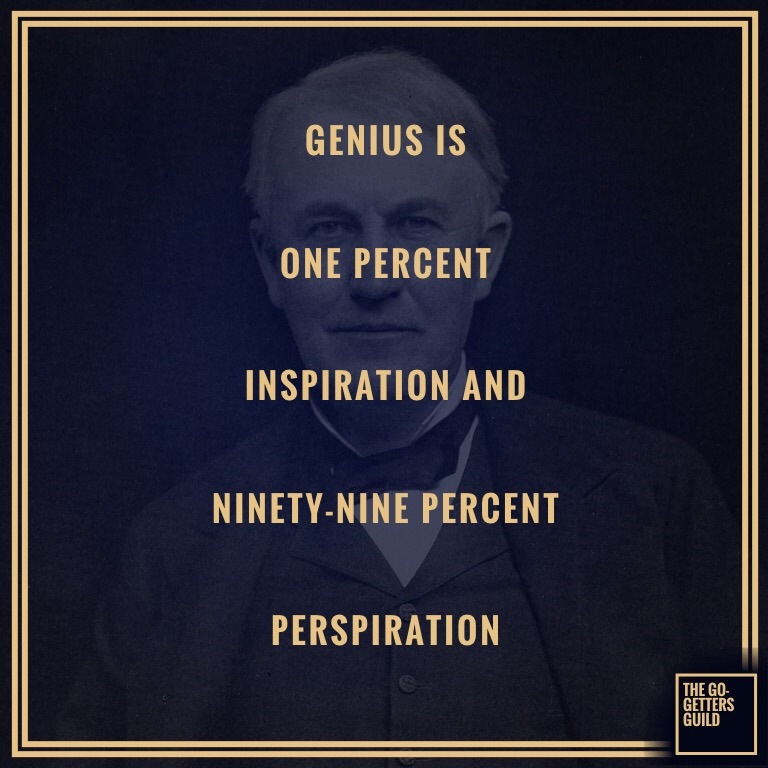 GENIUS IS
ONE PERCENT
INSPIRATION AND
NINETY-NINE PERCENT
PERSPIRATION
THE GO-
GETTERS
GUILD